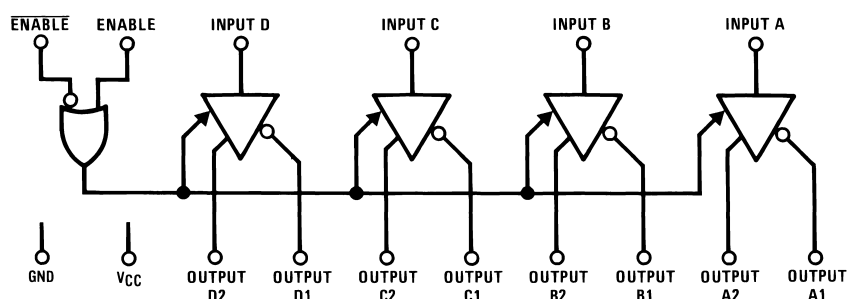 ENABLE ENABLE INPUT D INPUT C INPUT B INPUT A
GND VCC OUTPUT D2 OUTPUT D1 OUTPUT C2 OUTPUT C1 OUTPUT B2 OUTPUT B1 OUTPUT A2 OUTPUT A1